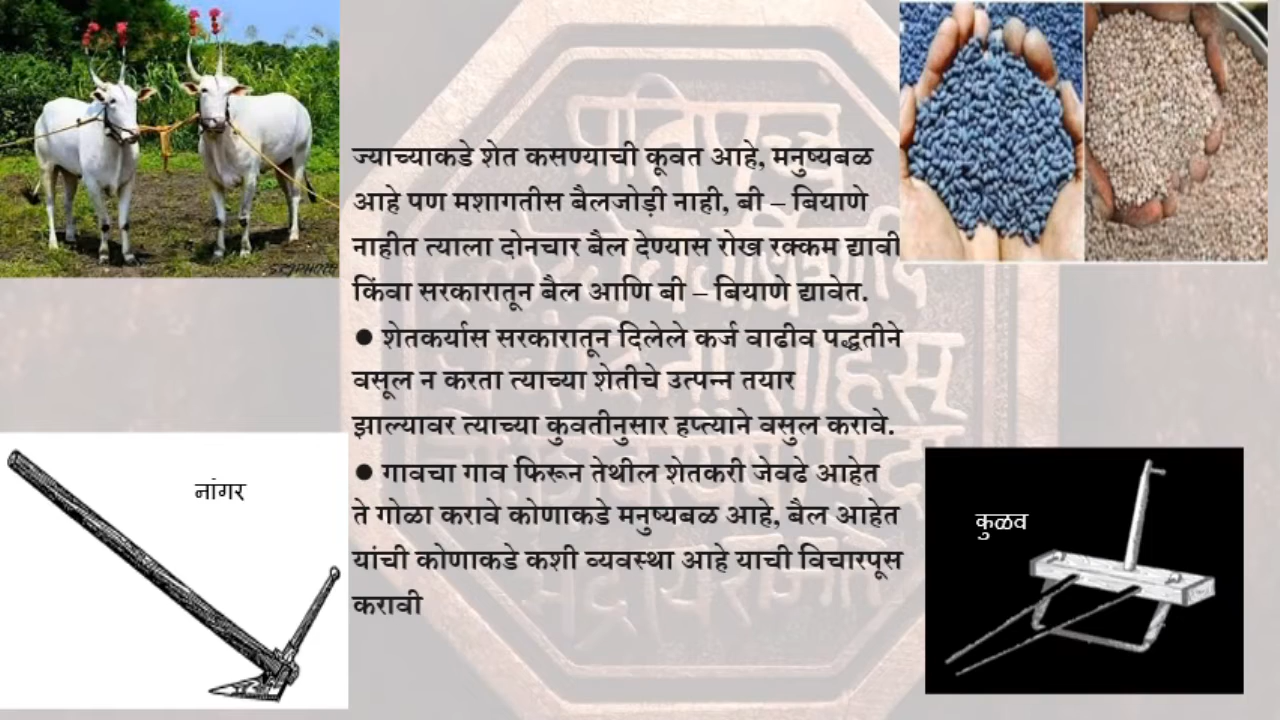 ज्याच्याकडे शेत कसण्याची कूवत आहे, मनुष्यबळ
आहे पण मशागतीस बैलजोड़ी नाही, बी – बियाणे
नाहीत त्याला दोनचार बैल देण्यास रोख रक्कम द्यावी
किंवा सरकारातून बैल आणि बी – बियाणे द्यावेत.
● शेतकर्यास सरकारातून दिलेले कर्ज वाढीव पद्धतीने
वसूल न करता त्याच्या शेतीचे उत्पन्न तयार
झाल्यावर त्याच्या कुवतीनुसार हप्त्याने वसुल करावे.
● गावचा गाव फिरून तेथील शेतकरी जेवढे आहेत
ते गोळा करावे कोणाकडे मनुष्यबळ आहे, बैल आहेत
यांची कोणाकडे कशी व्यवस्था आहे याची विचारपूस
करावी
नांगर
कुळव